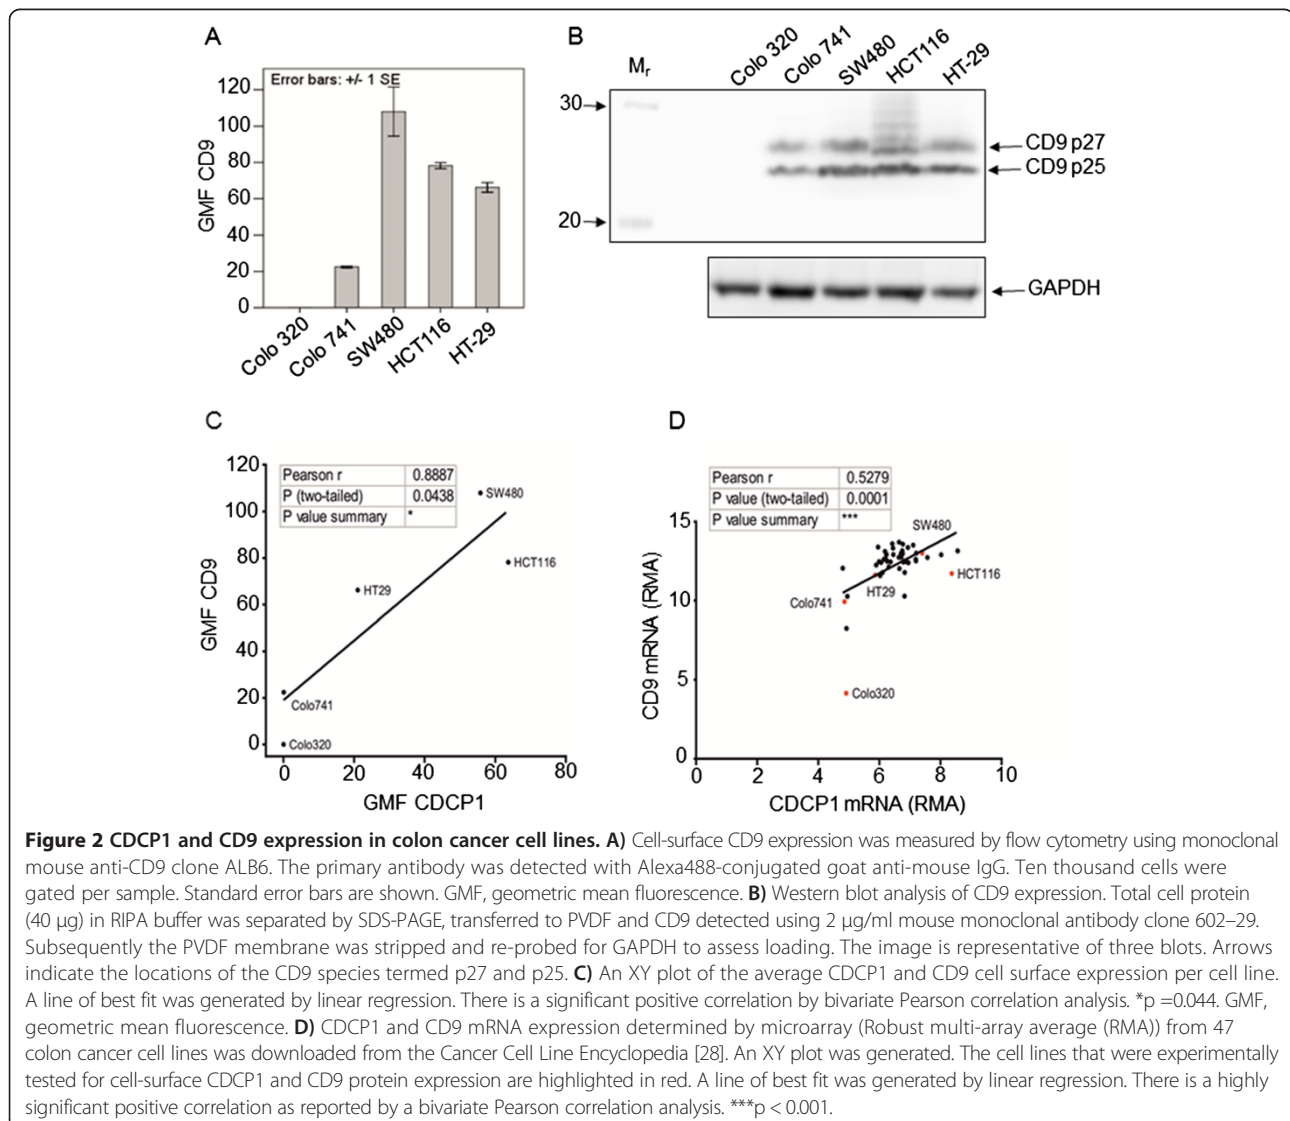 A
Error bars: +/- 1 SE
120
100
80
60
40
20
0
GMF CD9
Colo 320
Colo 741
SW480
HCT116
HT-29
B
Mr
Colo 320
Colo 741
SW480
HCT116
HT-29
30
20
CD9 p27
CD9 p25
GAPDH
C
Pearson r 0.8887
P (two-tailed) 0.0438
P value summary *
120
100
80
60
40
20
0
GMF CD9
SW480
HCT116
HT29
Colo741
Colo320
0 20 40 60 80
GMF CDCP1
D
Pearson r 0.5279
P value (two-tailed) 0.0001
P value summary ***
15
10
5
0
CD9 mRNA (RMA)
SW480
HCT116
HT29
Colo741
Colo320
0 2 4 6 8 10
CDCP1 mRNA (RMA)
Figure 2 CDCP1 and CD9 expression in colon cancer cell lines. A) Cell-surface CD9 expression was measured by flow cytometry using monoclonal
mouse anti-CD9 clone ALB6. The primary antibody was detected with Alexa488-conjugated goat anti-mouse IgG. Ten thousand cells were
gated per sample. Standard error bars are shown. GMF, geometric mean fluorescence. B) Western blot analysis of CD9 expression. Total cell protein
(40 μg) in RIPA buffer was separated by SDS-PAGE, transferred to PVDF and CD9 detected using 2 μg/ml mouse monoclonal antibody clone 602–29.
Subsequently the PVDF membrane was stripped and re-probed for GAPDH to assess loading. The image is representative of three blots. Arrows
indicate the locations of the CD9 species termed p27 and p25. C) An XY plot of the average CDCP1 and CD9 cell surface expression per cell line.
A line of best fit was generated by linear regression. There is a significant positive correlation by bivariate Pearson correlation analysis. *p =0.044. GMF,
geometric mean fluorescence. D) CDCP1 and CD9 mRNA expression determined by microarray (Robust multi-array average (RMA)) from 47
colon cancer cell lines was downloaded from the Cancer Cell Line Encyclopedia [28]. An XY plot was generated. The cell lines that were experimentally
tested for cell-surface CDCP1 and CD9 protein expression are highlighted in red. A line of best fit was generated by linear regression. There is a highly
significant positive correlation as reported by a bivariate Pearson correlation analysis. ***p < 0.001.